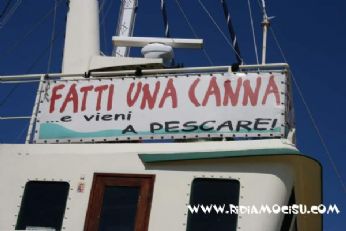 FATTI UNA CANNA
...e vieni
A PESCARE!
www.RIDIAMOCISU.com